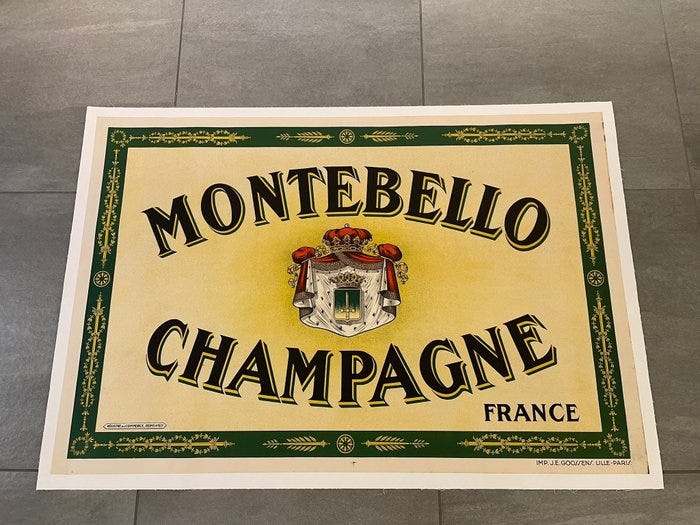 MONTEBELLO
CHAMPAGNE
FRANCE
IMP. J.E. GOOSSENS. LILLE-PARIS.